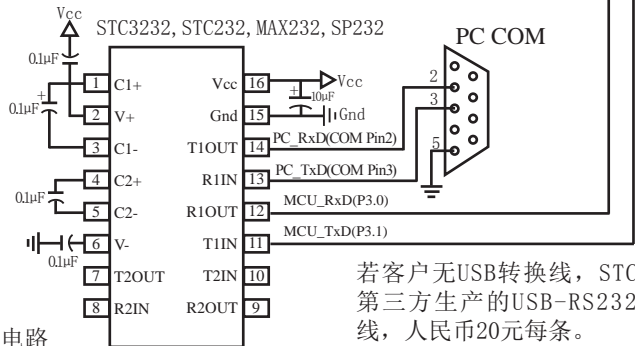 Vcc
STC3232, STC232, MAX232, SP232
PC COM
0.1μF
1 C1+ Vcc 16 Vcc
0.1μF
10μF
2 V+ Gnd 15 Gnd
3 C1- T1OUT 14 PC_RxD(COM Pin2)
4 C2+ R1IN 13 PC_TxD(COM Pin3)
0.1μF
5 C2- R1OUT 12 MCU_RxD(P3.0)
6 V- T1IN 11 MCU_TxD(P3.1)
0.1μF
7 T2OUT T2IN 10
8 R2IN R2OUT 9
2
3
5
若客户无USB转换线，STC
第三方生产的USB-RS232
线，人民币20元每条。
电路